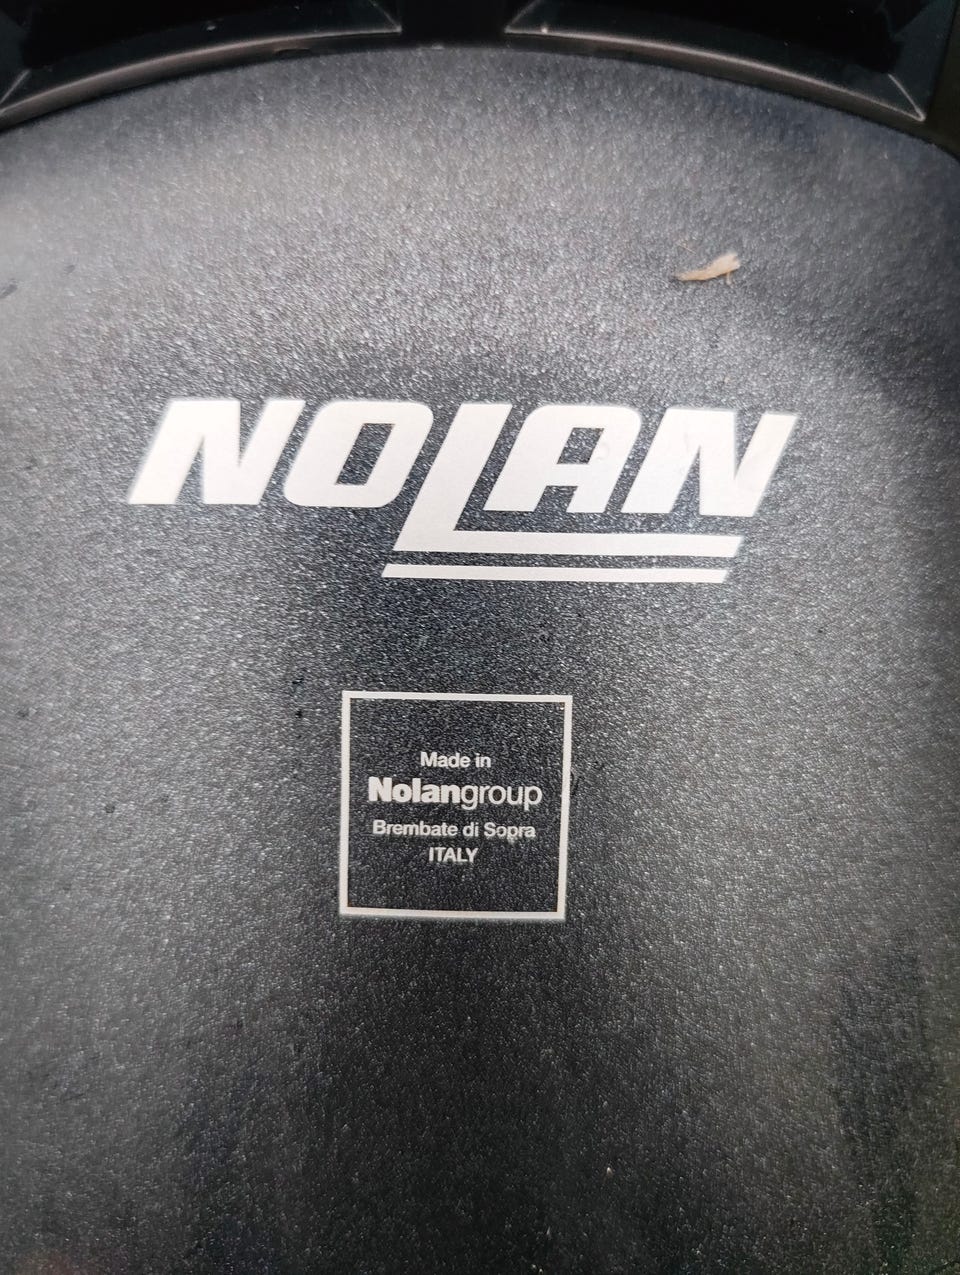 NOLAN
Made in
Nolangroup
Brembate di Sopra
ITALY